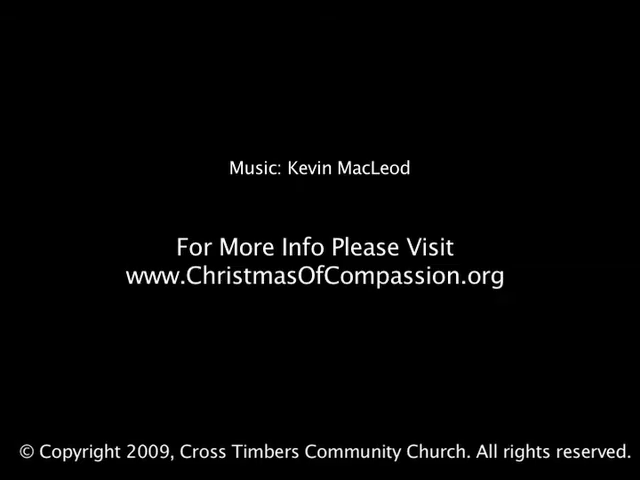 Music: Kevin MacLeod
For More Info Please Visit
www.ChristmasOfCompassion.org
© Copyright 2009, Cross Timbers Community Church. All rights reserved.